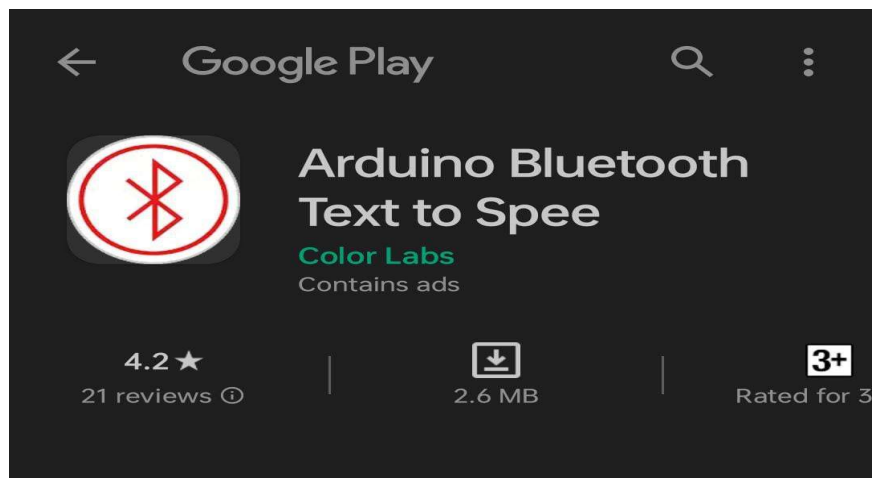 Google Play
Arduino Bluetooth
Text to Spee
Color Labs
Contains ads
4.2★
21 reviews
2.6 MB
3+
Rated for 3